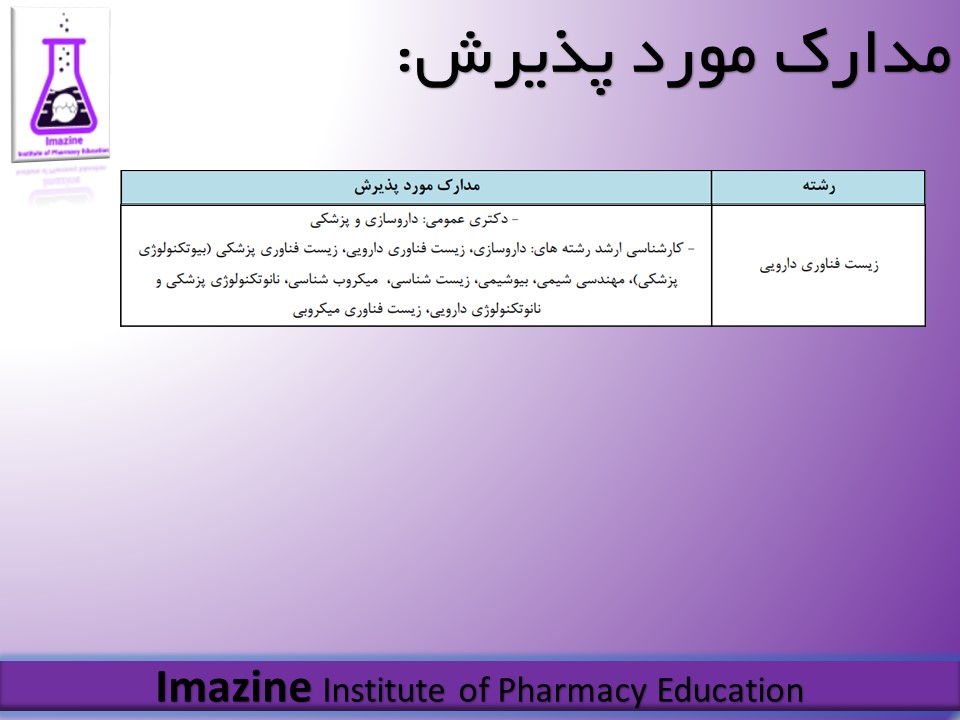 مدارک مورد پذیرش:
Imazine
Institute of Pharmacy Education
رشته
مدارک مورد پذیرش
زیست فناوری دارویی
- دکتری عمومی: داروسازی و پزشکی
- کارشناسی ارشد رشته های: داروسازی، زیست فناوری دارویی، زیست فناوری پزشکی (بیوتکنولوژی
پزشکی)، مهندسی شیمی، بیوشیمی، زیست شناسی، میکروب شناسی، نانوتکنولوژی پزشکی و
نانوتکنولوژی دارویی، زیست فناوری میکروبی
Imazine Institute of Pharmacy Education